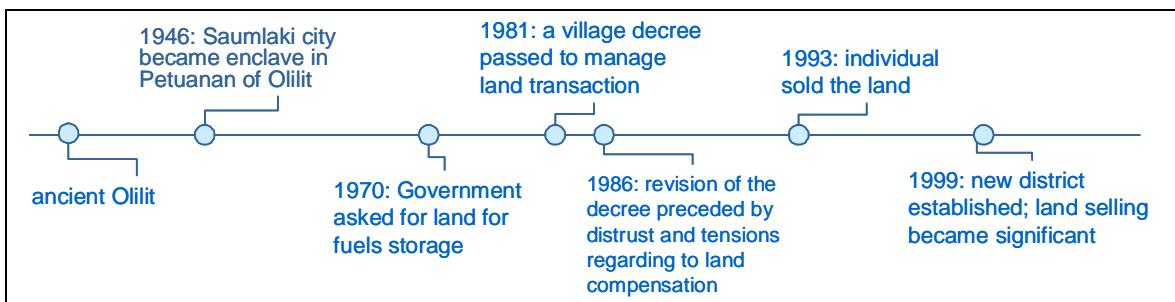 ancient Olilit
1946: Saumlaki city
became enclave in
Petuanan of Olilit
1970: Government
asked for land for
fuels storage
1981: a village decree
passed to manage
land transaction
1986: revision of the
decree preceded by
distrust and tensions
regarding to land
compensation
1993: individual
sold the land
1999: new district
established; land selling
became significant